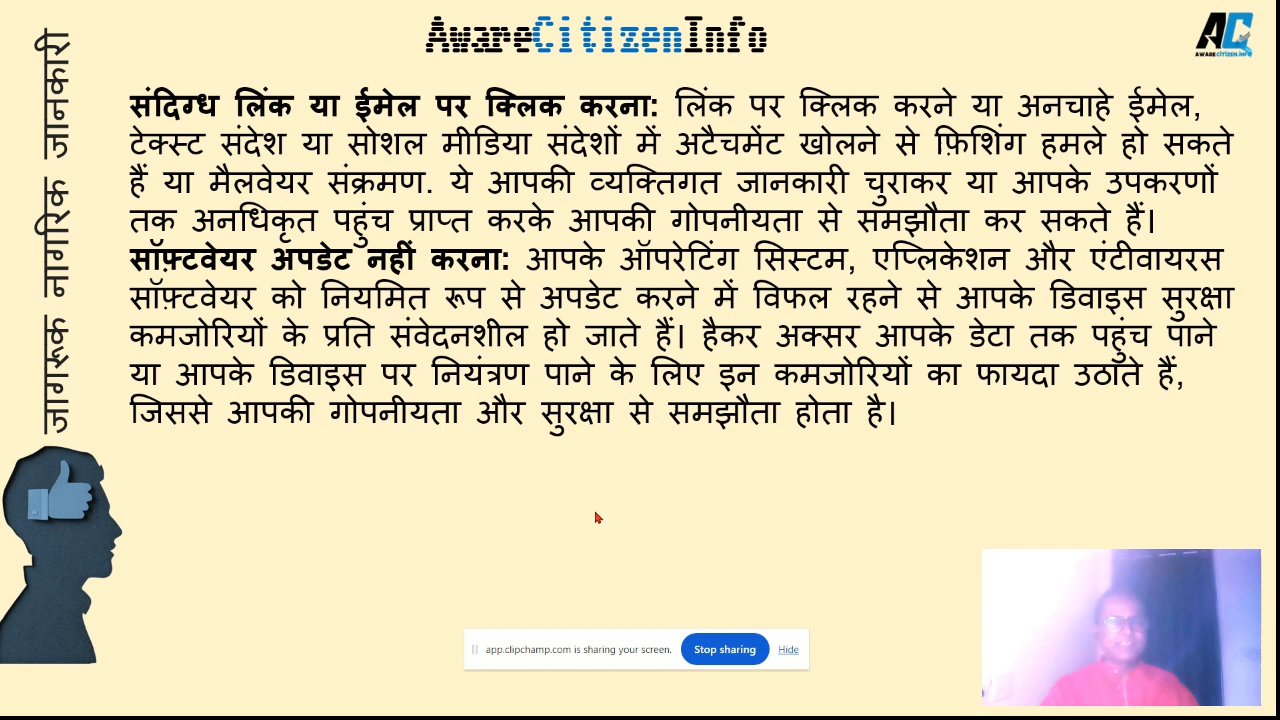 AwareCitizenInfo
AC
AWARECITIZEN.INFO
जागरूक नागरिक जानकारी
संदिग्ध लिंक या ईमेल पर क्लिक करना: लिंक पर क्लिक करने या अनचाहे ईमेल,
टेक्स्ट संदेश या सोशल मीडिया संदेशों में अटैचमेंट खोलने से फ़िशिंग हमले हो सकते
हैं या मैलवेयर संक्रमण. ये आपकी व्यक्तिगत जानकारी चुराकर या आपके उपकरणों
तक अनधिकृत पहुंच प्राप्त करके आपकी गोपनीयता से समझौता कर सकते हैं।
सॉफ़्टवेयर अपडेट नहीं करना: आपके ऑपरेटिंग सिस्टम, एप्लिकेशन और एंटीवायरस
सॉफ़्टवेयर को नियमित रूप से अपडेट करने में विफल रहने से आपके डिवाइस सुरक्षा
कमजोरियों के प्रति संवेदनशील हो जाते हैं। हैकर अक्सर आपके डेटा तक पहुंच पाने
या आपके डिवाइस पर नियंत्रण पाने के लिए इन कमजोरियों का फायदा उठाते हैं,
जिससे आपकी गोपनीयता और सुरक्षा से समझौता होता है।
app.clipchamp.com is sharing your screen. Stop sharing Hide